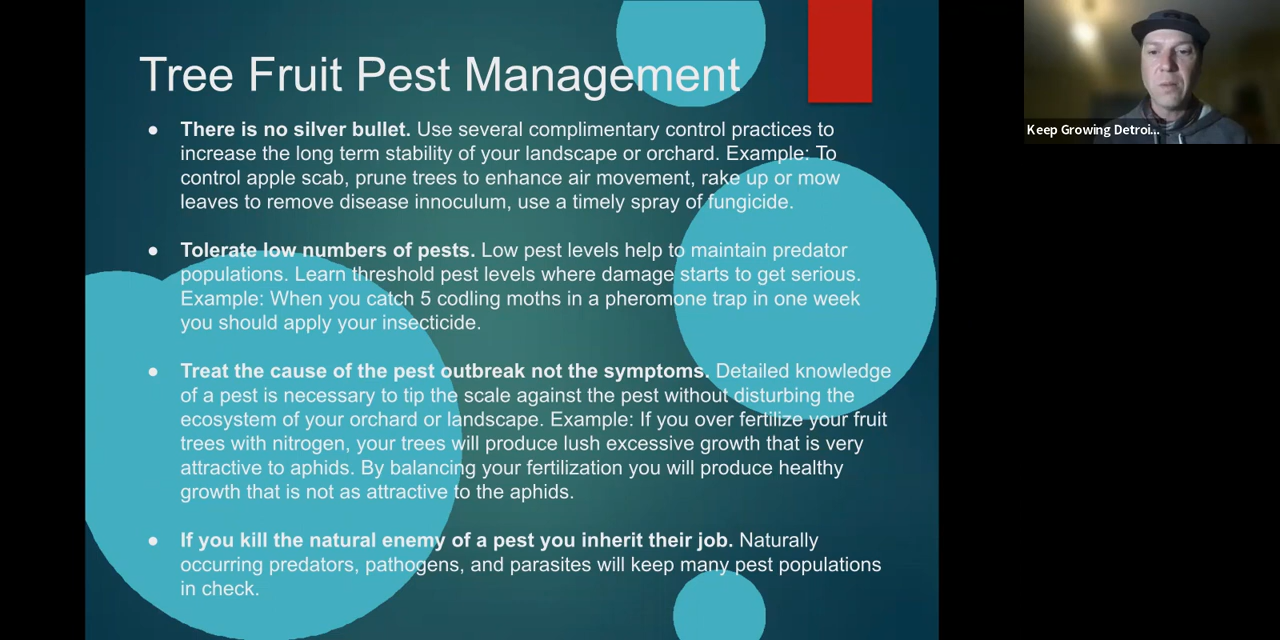 Tree Fruit Pest Management
● There is no silver bullet. Use several complimentary control practices to
increase the long term stability of your landscape or orchard. Example: To
control apple scab, prune trees to enhance air movement, rake up or mow
leaves to remove disease innoculum, use a timely spray of fungicide.
● Tolerate low numbers of pests. Low pest levels help to maintain predator
populations. Learn threshold pest levels where damage starts to get serious.
Example: When you catch 5 codling moths in a pheromone trap in one week
you should apply your insecticide.
● Treat the cause of the pest outbreak not the symptoms. Detailed knowledge
of a pest is necessary to tip the scale against the pest without disturbing the
ecosystem of your orchard or landscape. Example: If you over fertilize your fruit
trees with nitrogen, your trees will produce lush excessive growth that is very
attractive to aphids. By balancing your fertilization you will produce healthy
growth that is not as attractive to the aphids.
● If you kill the natural enemy of a pest you inherit their job. Naturally
occurring predators, pathogens, and parasites will keep many pest populations
in check.
Keep Growing Detroi...